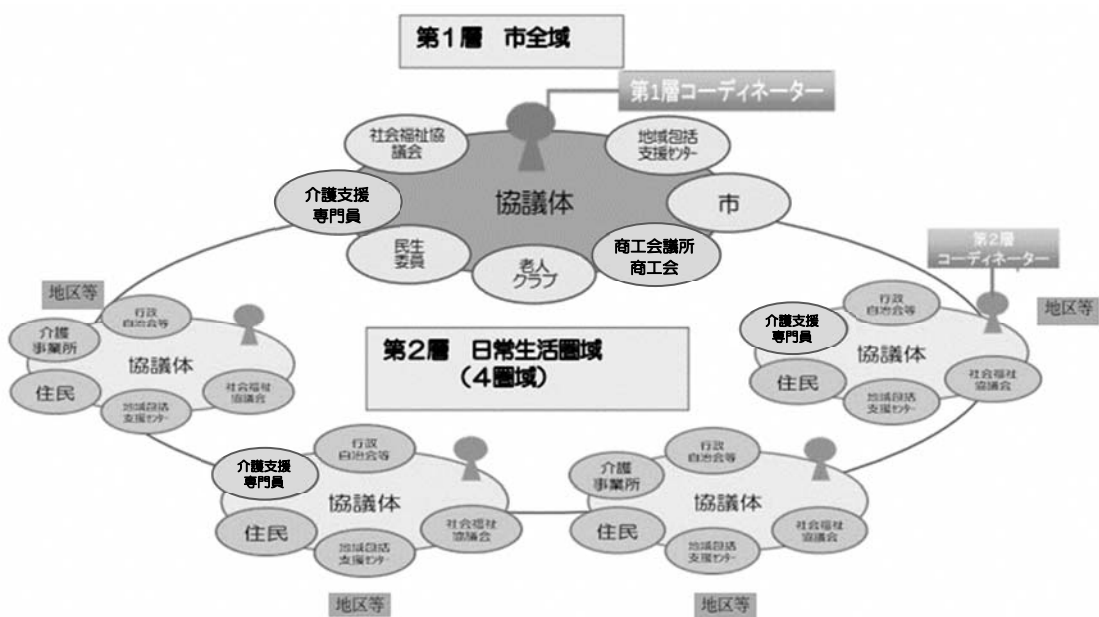 第1層　市全域
第1層コーディネーター
社会福祉協
議会
地域包括
支援センター
介護支援
専門員
協議体
市
民生
委員
老人
クラブ
商工会議所
商工会
第2層
コーディネーター
地区等
行政
自治会等
介護
事業所
協議体
住民
社会福祉
協議会
地域包括
支援センター
第2層　日常生活圏域
（4圏域）
行政
自治会等
介護支援
専門員
地区等
協議体
住民
社会福祉
協議会
地域包括
支援センター
行政
自治会等
介護支援
専門員
協議体
住民
社会福祉
協議会
地域包括
支援センター
地区等
行政
自治会等
介護
事業所
協議体
住民
社会福祉
協議会
地域包括
支援センター
地区等